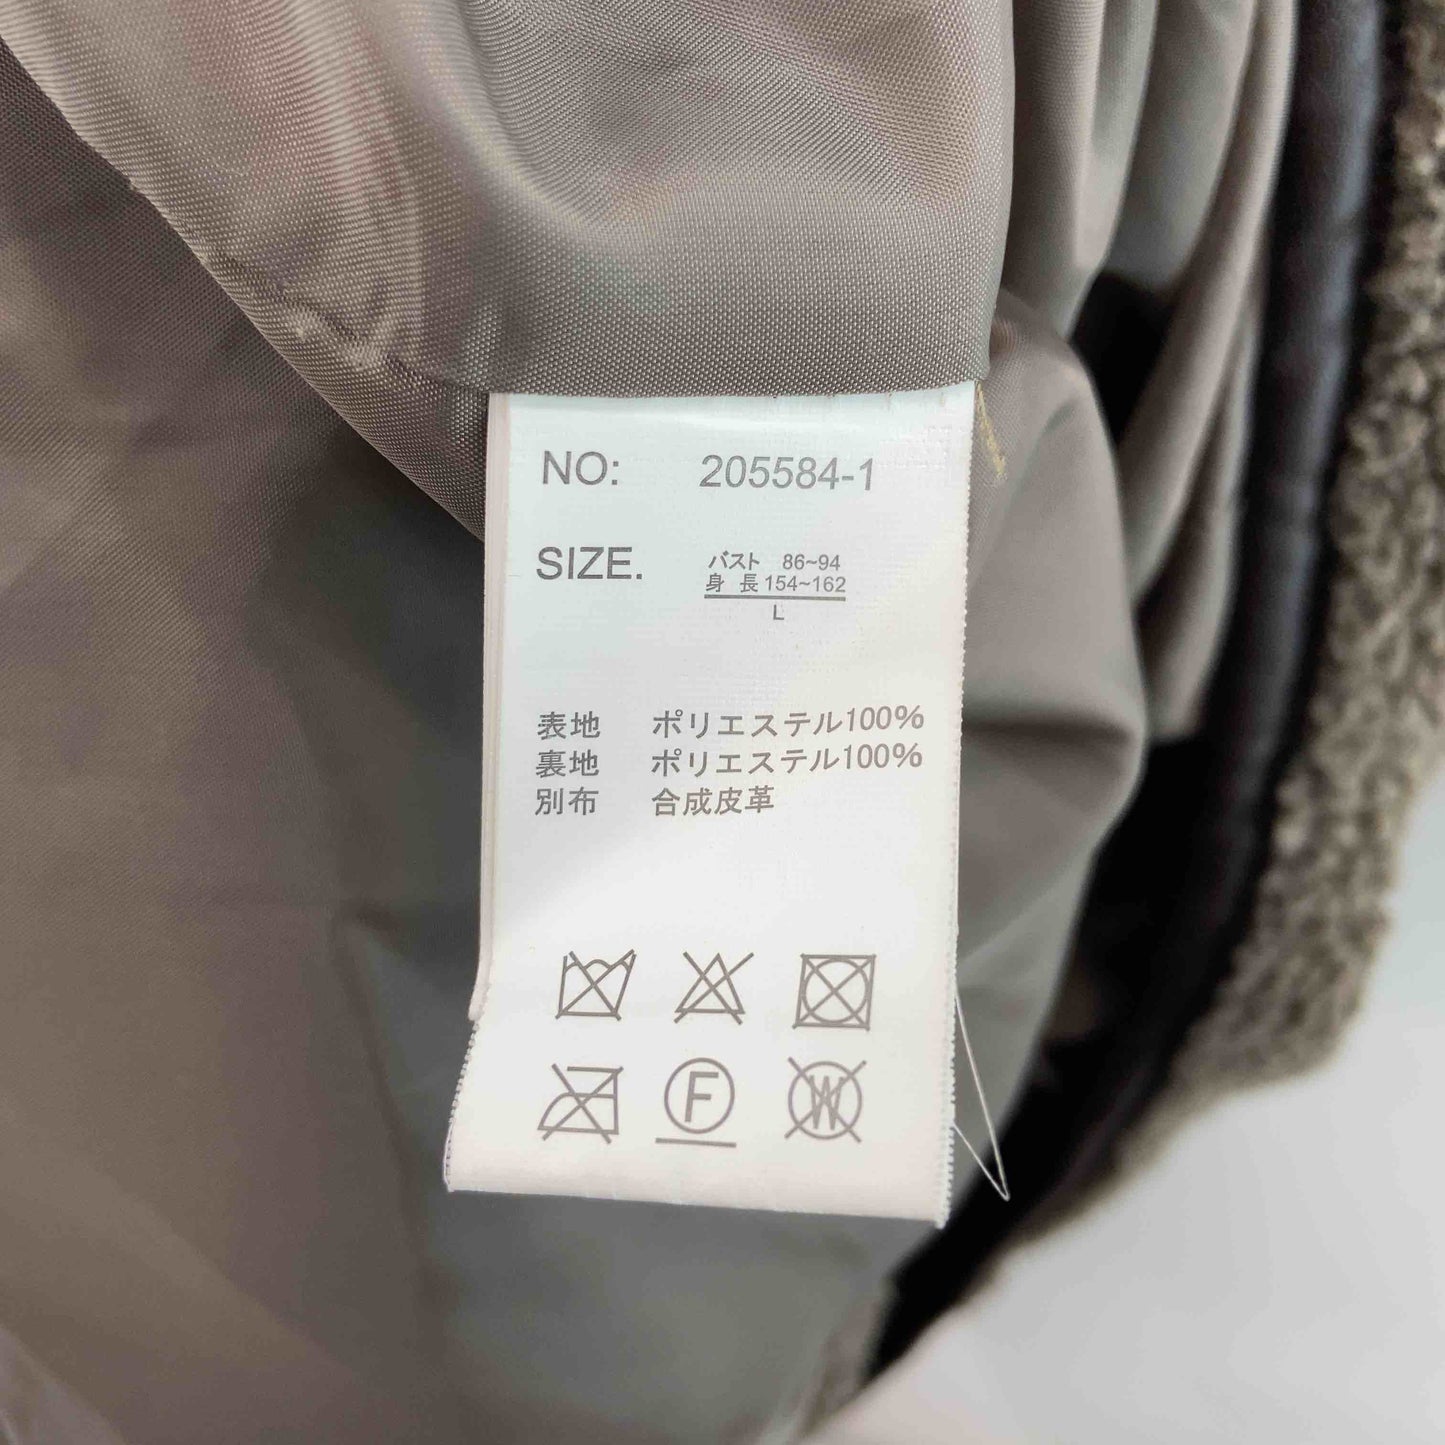 NO: 205584-1
SIZE. バスト 86~94
身 長 154~162
L
表地 ポリエステル100%
裏地 ポリエステル100%
別布 合成皮革
F W